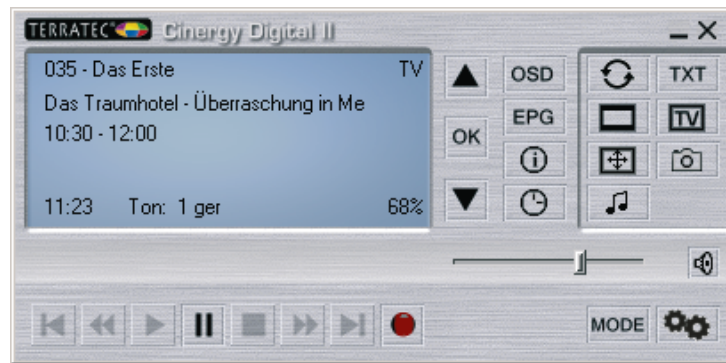 TERRATEC Cinergy Digital II
035 - Das Erste TV
Das Traumhotel - Überraschung in Me
10:30 - 12:00
11:23 Ton: 1 ger 68%
OSD
EPG
OK
TXT
TV
MODE